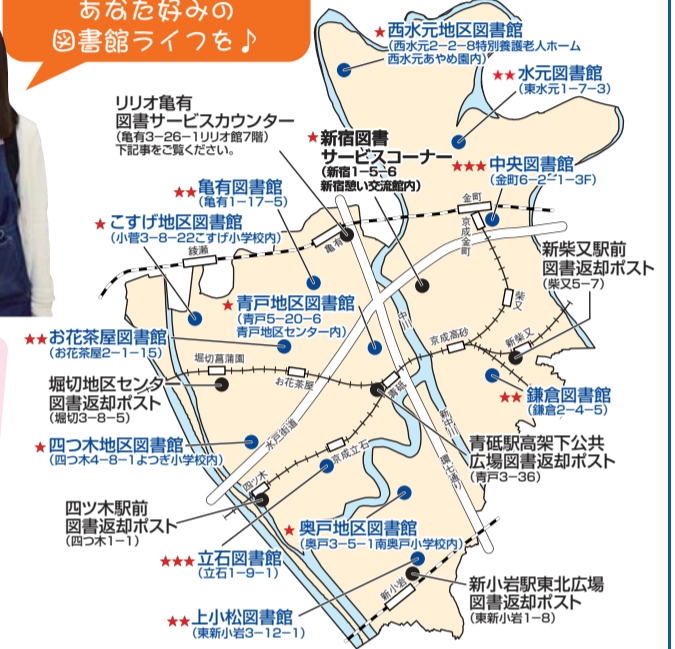 あなた好みの
図書館ライフを♪
★西水元地区図書館
(西水元2-2-8特別養護老人ホーム
西水元あやめ園内)
★★水元図書館
(東水元1-7-3)
リリオ亀有
図書サービスカウンター
(亀有3-26-1リリオ館7階)
下記事をご覧ください。
★新宿図書
サービスコーナー
(新宿1-5-6
新宿憩い交流館内)
★★★中央図書館
(金町6-2-1-3F)
★★亀有図書館
(亀有1-17-5)
金町
京成金町
★こすげ地区図書館
(小菅3-8-22こすげ小学校内)
亀有
綾瀬
新柴又駅前
図書返却ポスト
(柴又5-7)
★青戸地区図書館
(青戸5-20-6
青戸地区センター内)
中川
柴又
★★お花茶屋図書館
(お花茶屋2-1-15)
京成高砂
新柴又
堀切菖蒲園
お花茶屋
青砥
堀切地区センター
図書返却ポスト
(堀切3-8-5)
★★鎌倉図書館
(鎌倉2-4-5)
新中川
★四つ木地区図書館
(四つ木4-8-1よつぎ小学校内)
水戸街道
京成立石
環七通り
青砥駅高架下公共
広場図書返却ポスト
(青戸3-36)
四ツ木
四ツ木駅前
図書返却ポスト
(四つ木1-1)
★奥戸地区図書館
(奥戸3-5-1南奥戸小学校内)
★★★立石図書館
(立石1-9-1)
新小岩
新小岩駅東北広場
図書返却ポスト
(東新小岩1-8)
★★上小松図書館
(東新小岩3-12-1)